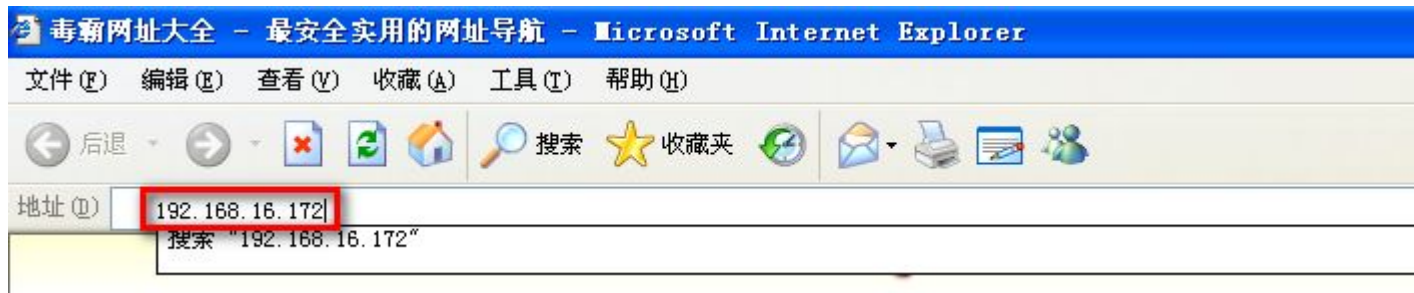 毒霸网址大全 - 最安全实用的网址导航 - Microsoft Internet Explorer
文件(F) 编辑(E) 查看(V) 收藏(A) 工具(T) 帮助(H)
后退 搜索 收藏夹
地址(D) 192.168.16.172
搜索 "192.168.16.172"